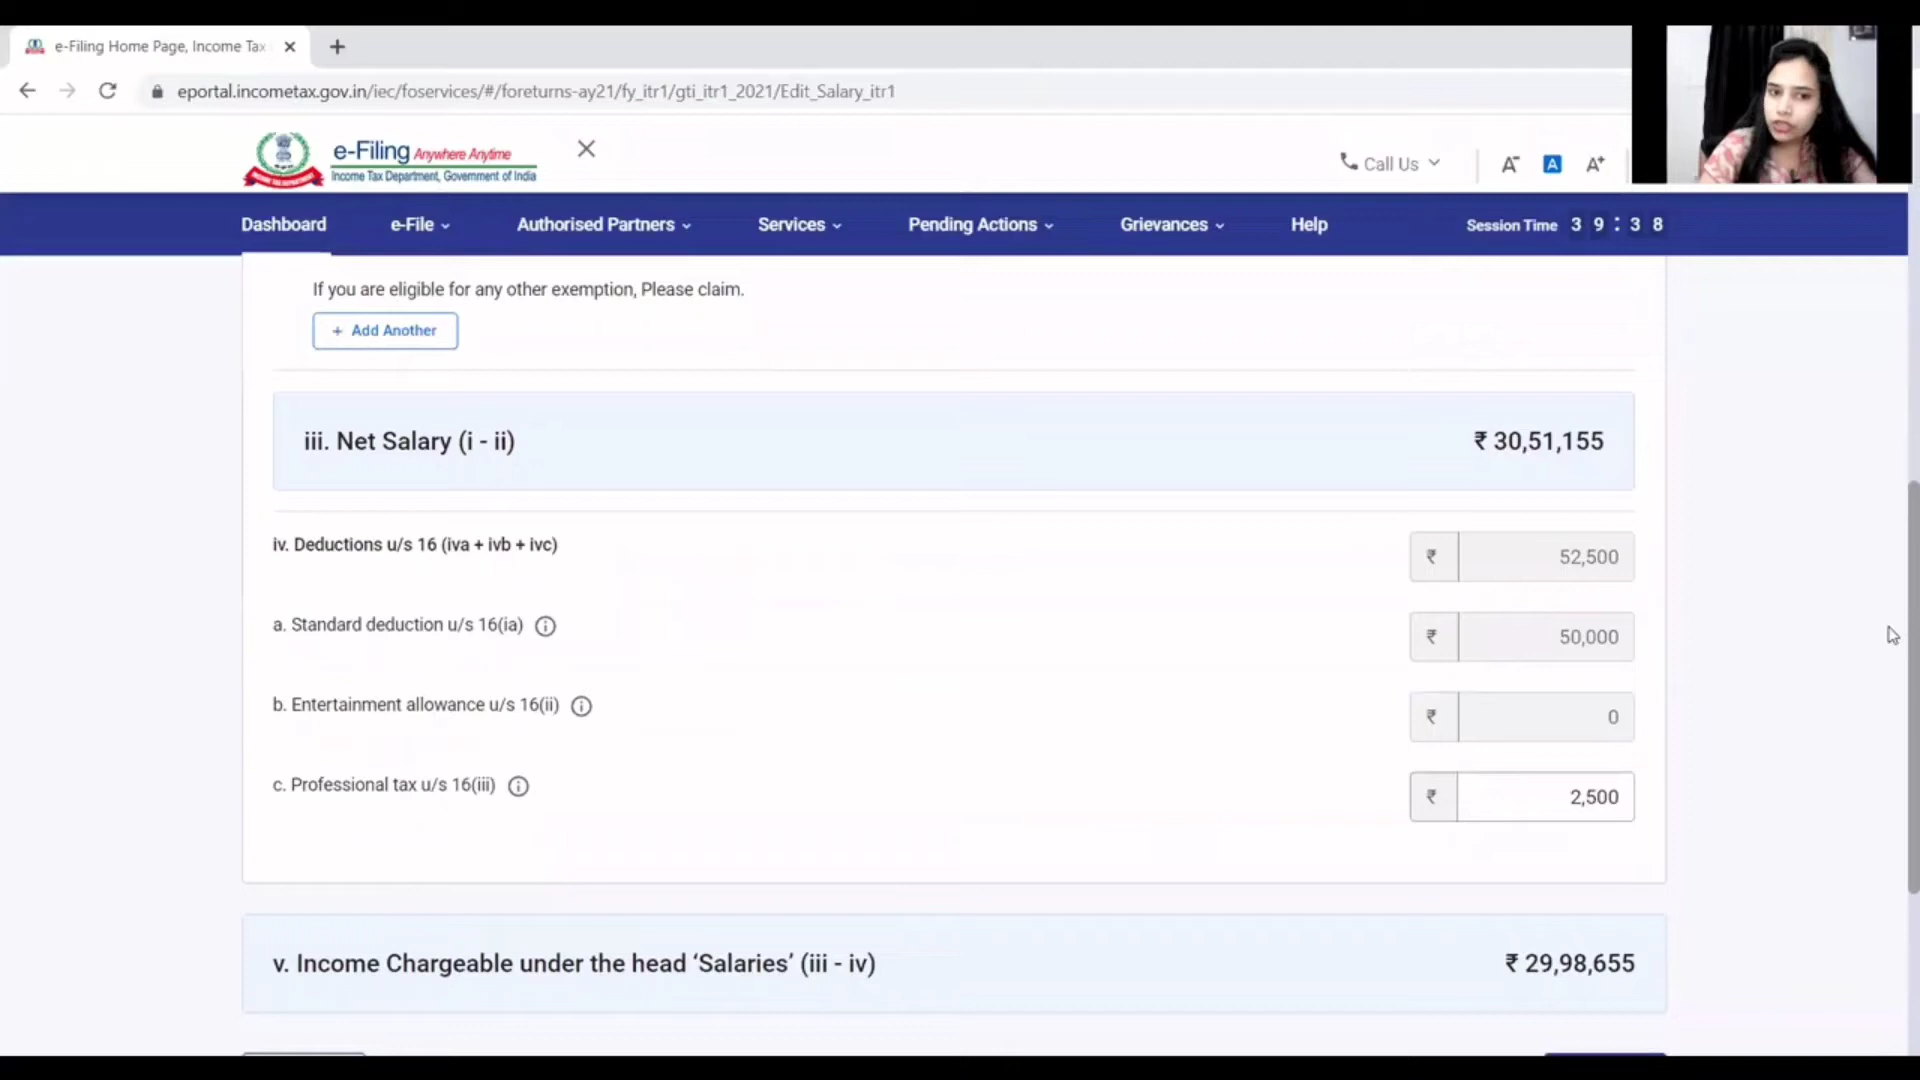 e-Filing Home Page, Income Tax
eportal.incometax.gov.in/iec/foservices/#/foreturns-ay21/fy_itr1/gti_itr1_2021/Edit_Salary_itr1
e-Filing Anywhere Anytime
Income Tax Department, Government of India
Call Us
A- A A+
Dashboard e-File Authorised Partners Services Pending Actions Grievances Help Session Time 39:38
If you are eligible for any other exemption, Please claim.
+ Add Another
iii. Net Salary (i - ii) ₹ 30,51,155
iv. Deductions u/s 16 (iva + ivb + ivc) ₹ 52,500
a. Standard deduction u/s 16(ia) ₹ 50,000
b. Entertainment allowance u/s 16(ii) ₹ 0
c. Professional tax u/s 16(iii) ₹ 2,500
v. Income Chargeable under the head ‘Salaries’ (iii - iv) ₹ 29,98,655